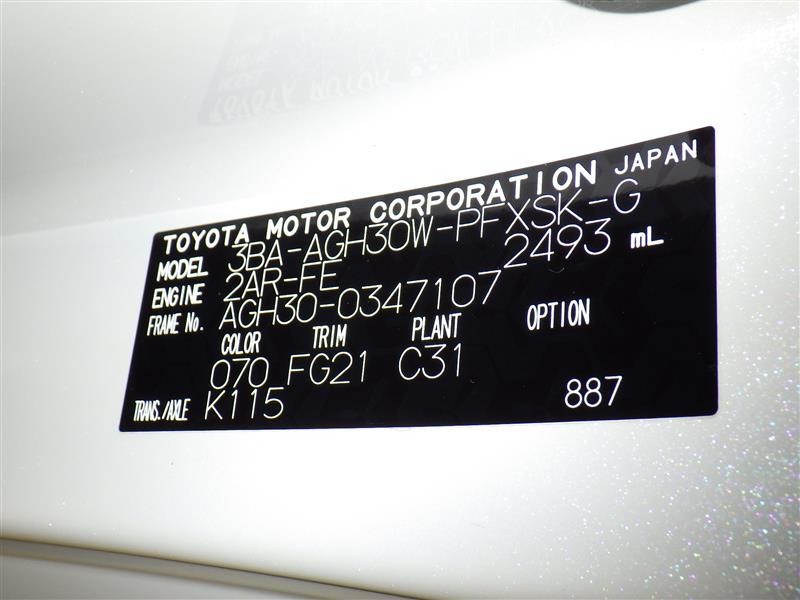 TOYOTA MOTOR CORPORATION JAPAN
MODEL 3BA-AGH30W-PFXSK-G
ENGINE 2AR-FE 2493 mL
FRAME No. AGH30-0347107
COLOR TRIM PLANT OPTION
070 FG21 C31
TRANS./AXLE K115 887